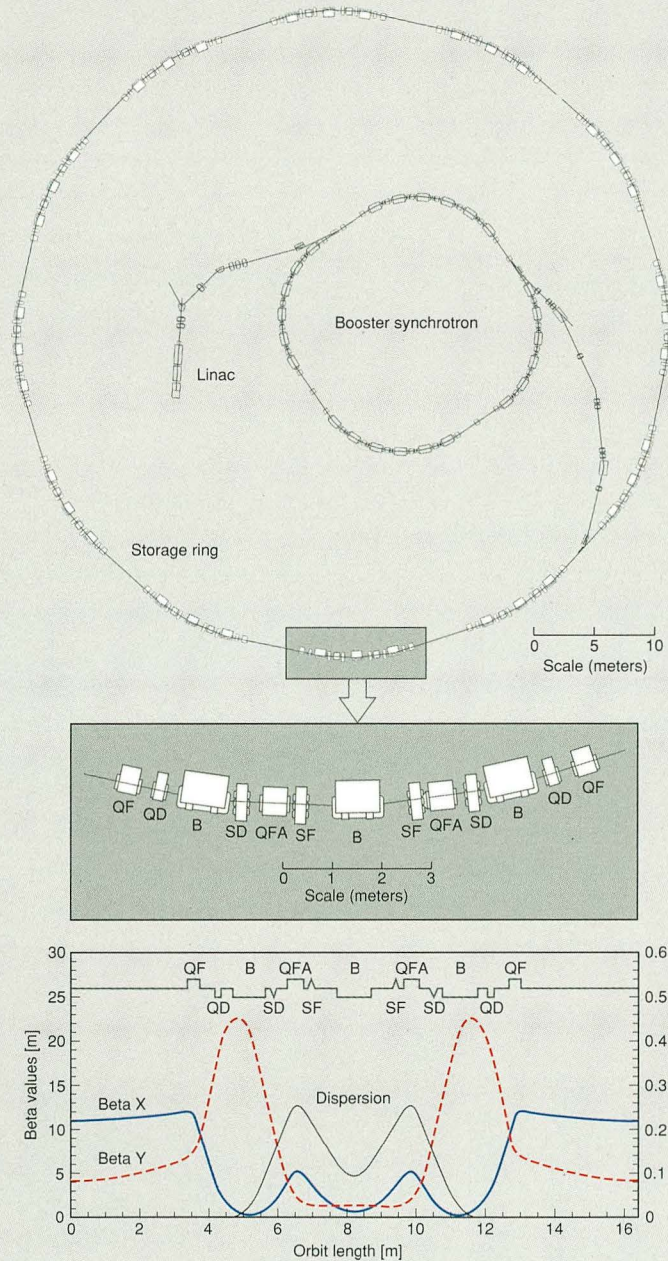 Booster synchrotron
Linac
Storage ring
0 5 10
Scale (meters)
QF QD B SD QFA SF B SF QFA SD B QD QF
0 1 2 3
Scale (meters)
30 0.6
QF B QFA B QFA B QF
25 0.5
QD SD SF SF SD QD
20 0.4
15 0.3
Dispersion
Beta X
10 0.2
Beta Y
5 0.1
0 0
Beta values [m]
0 2 4 6 8 10 12 14 16
Orbit length [m]